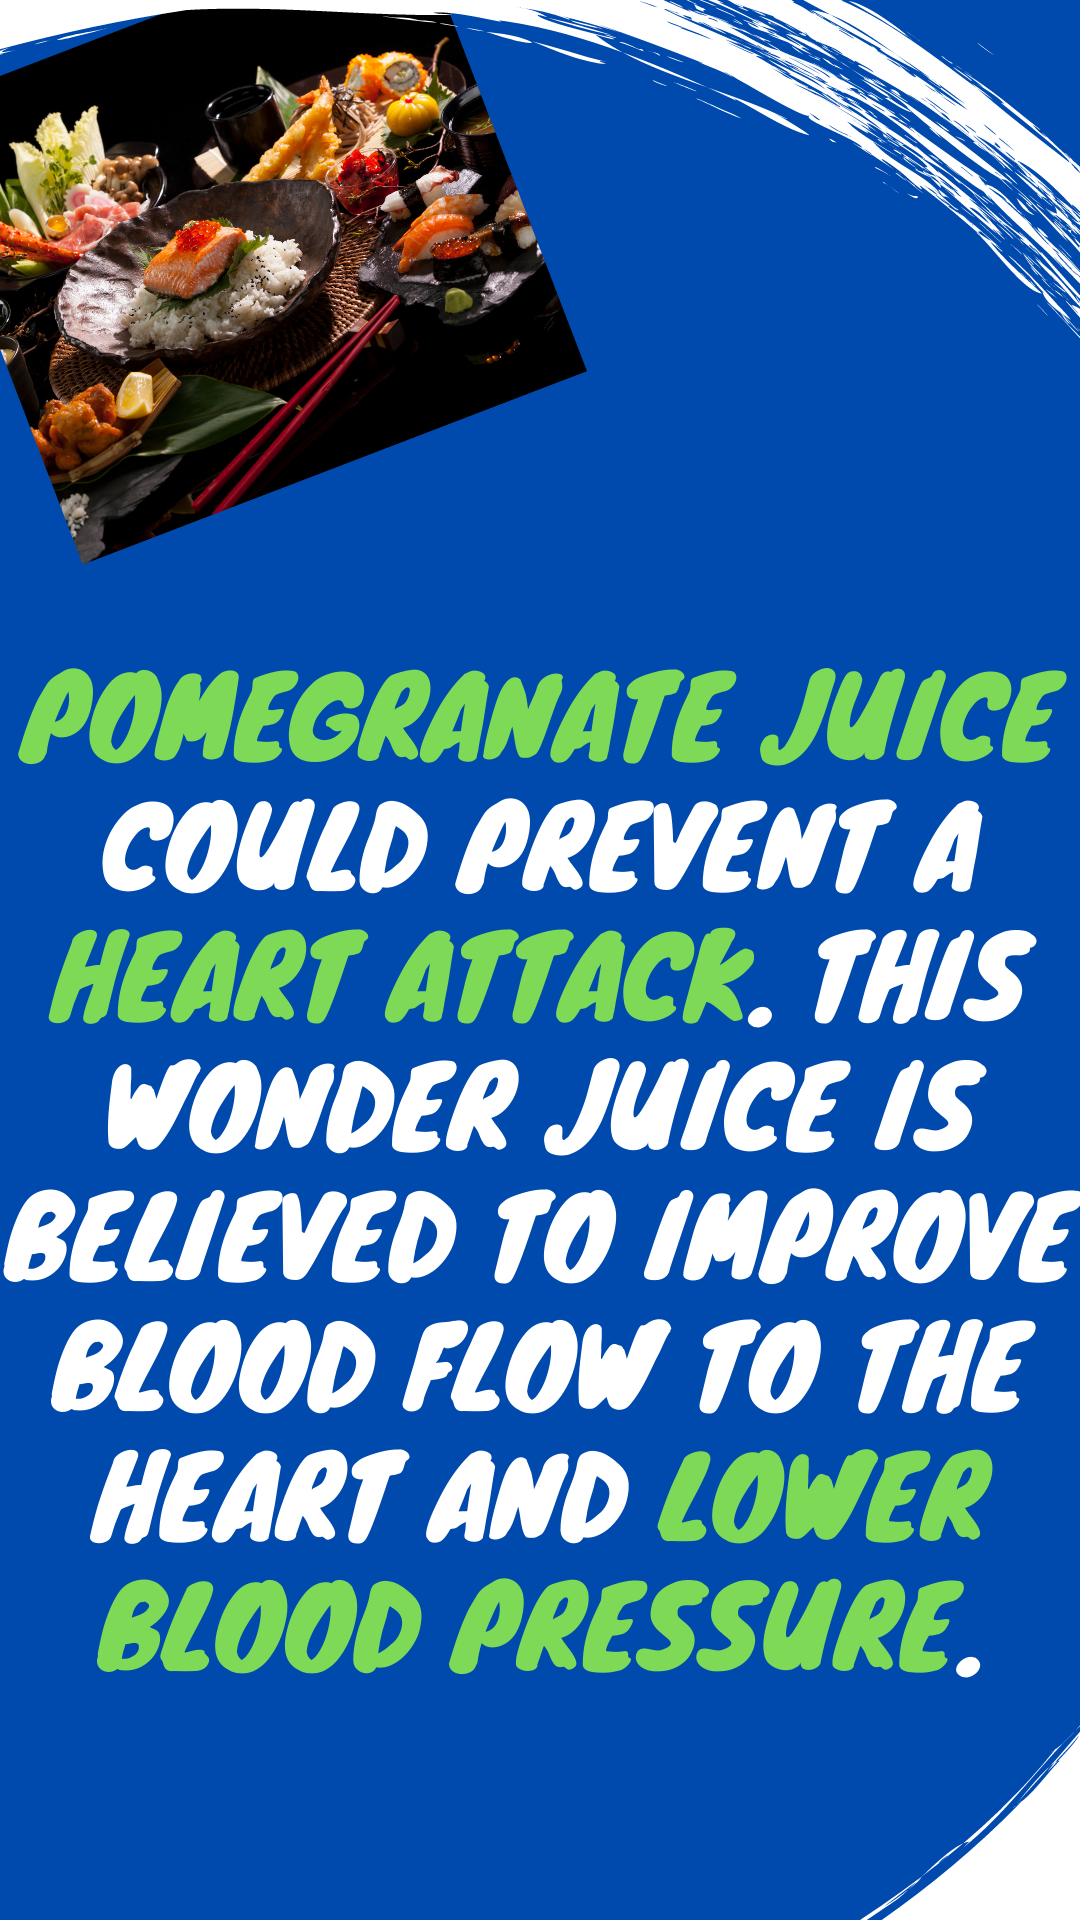 POMEGRANATE JUICE
COULD PREVENT A
HEART ATTACK. THIS
WONDER JUICE IS
BELIEVED TO IMPROVE
BLOOD FLOW TO THE
HEART AND LOWER
BLOOD PRESSURE.